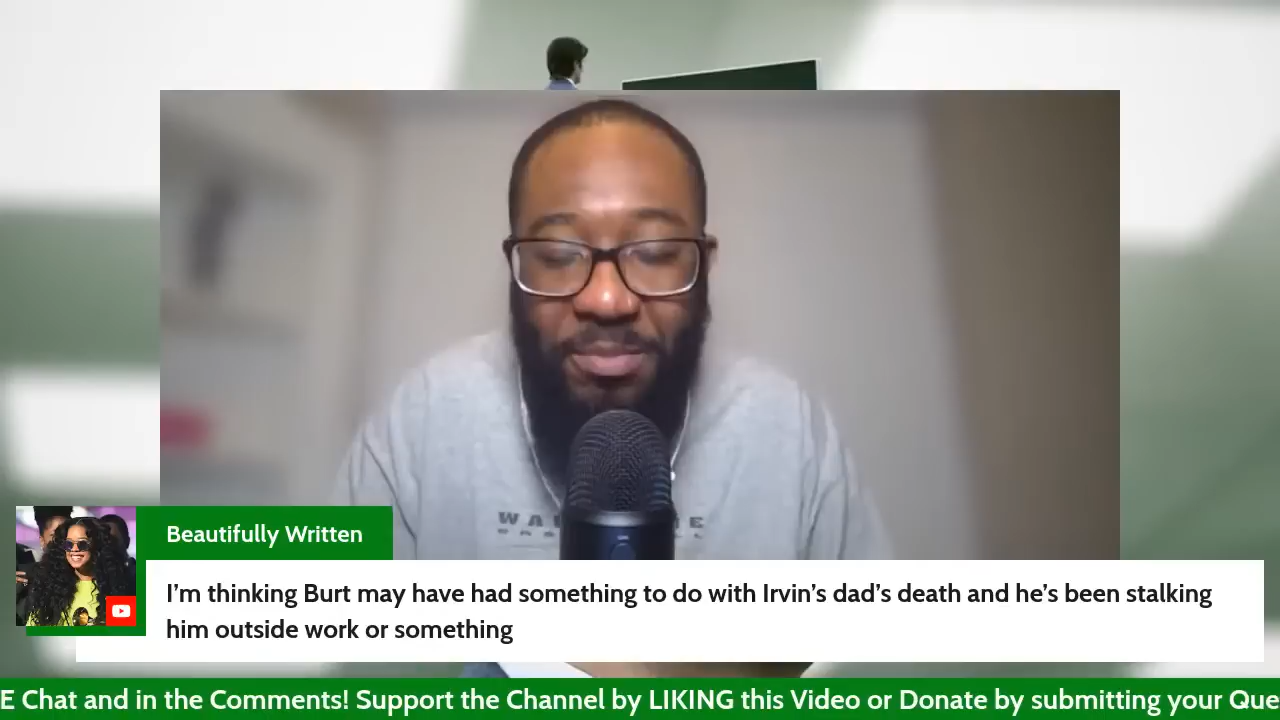 Beautifully Written
I’m thinking Burt may have had something to do with Irvin’s dad’s death and he’s been stalking
him outside work or something
E Chat and in the Comments! Support the Channel by LIKING this Video or Donate by submitting your Que